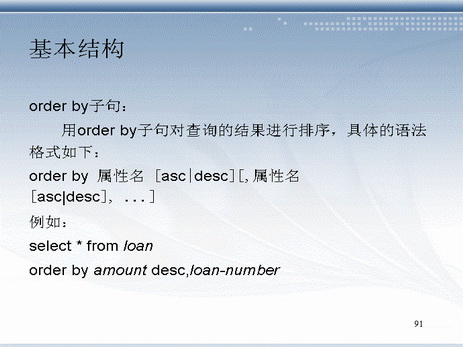 基本结构
order by子句：
用order by子句对查询的结果进行排序，具体的语法
格式如下：
order by 属性名 [asc|desc][,属性名
[asc|desc], ...]
例如：
select * from loan
order by amount desc,loan-number
91